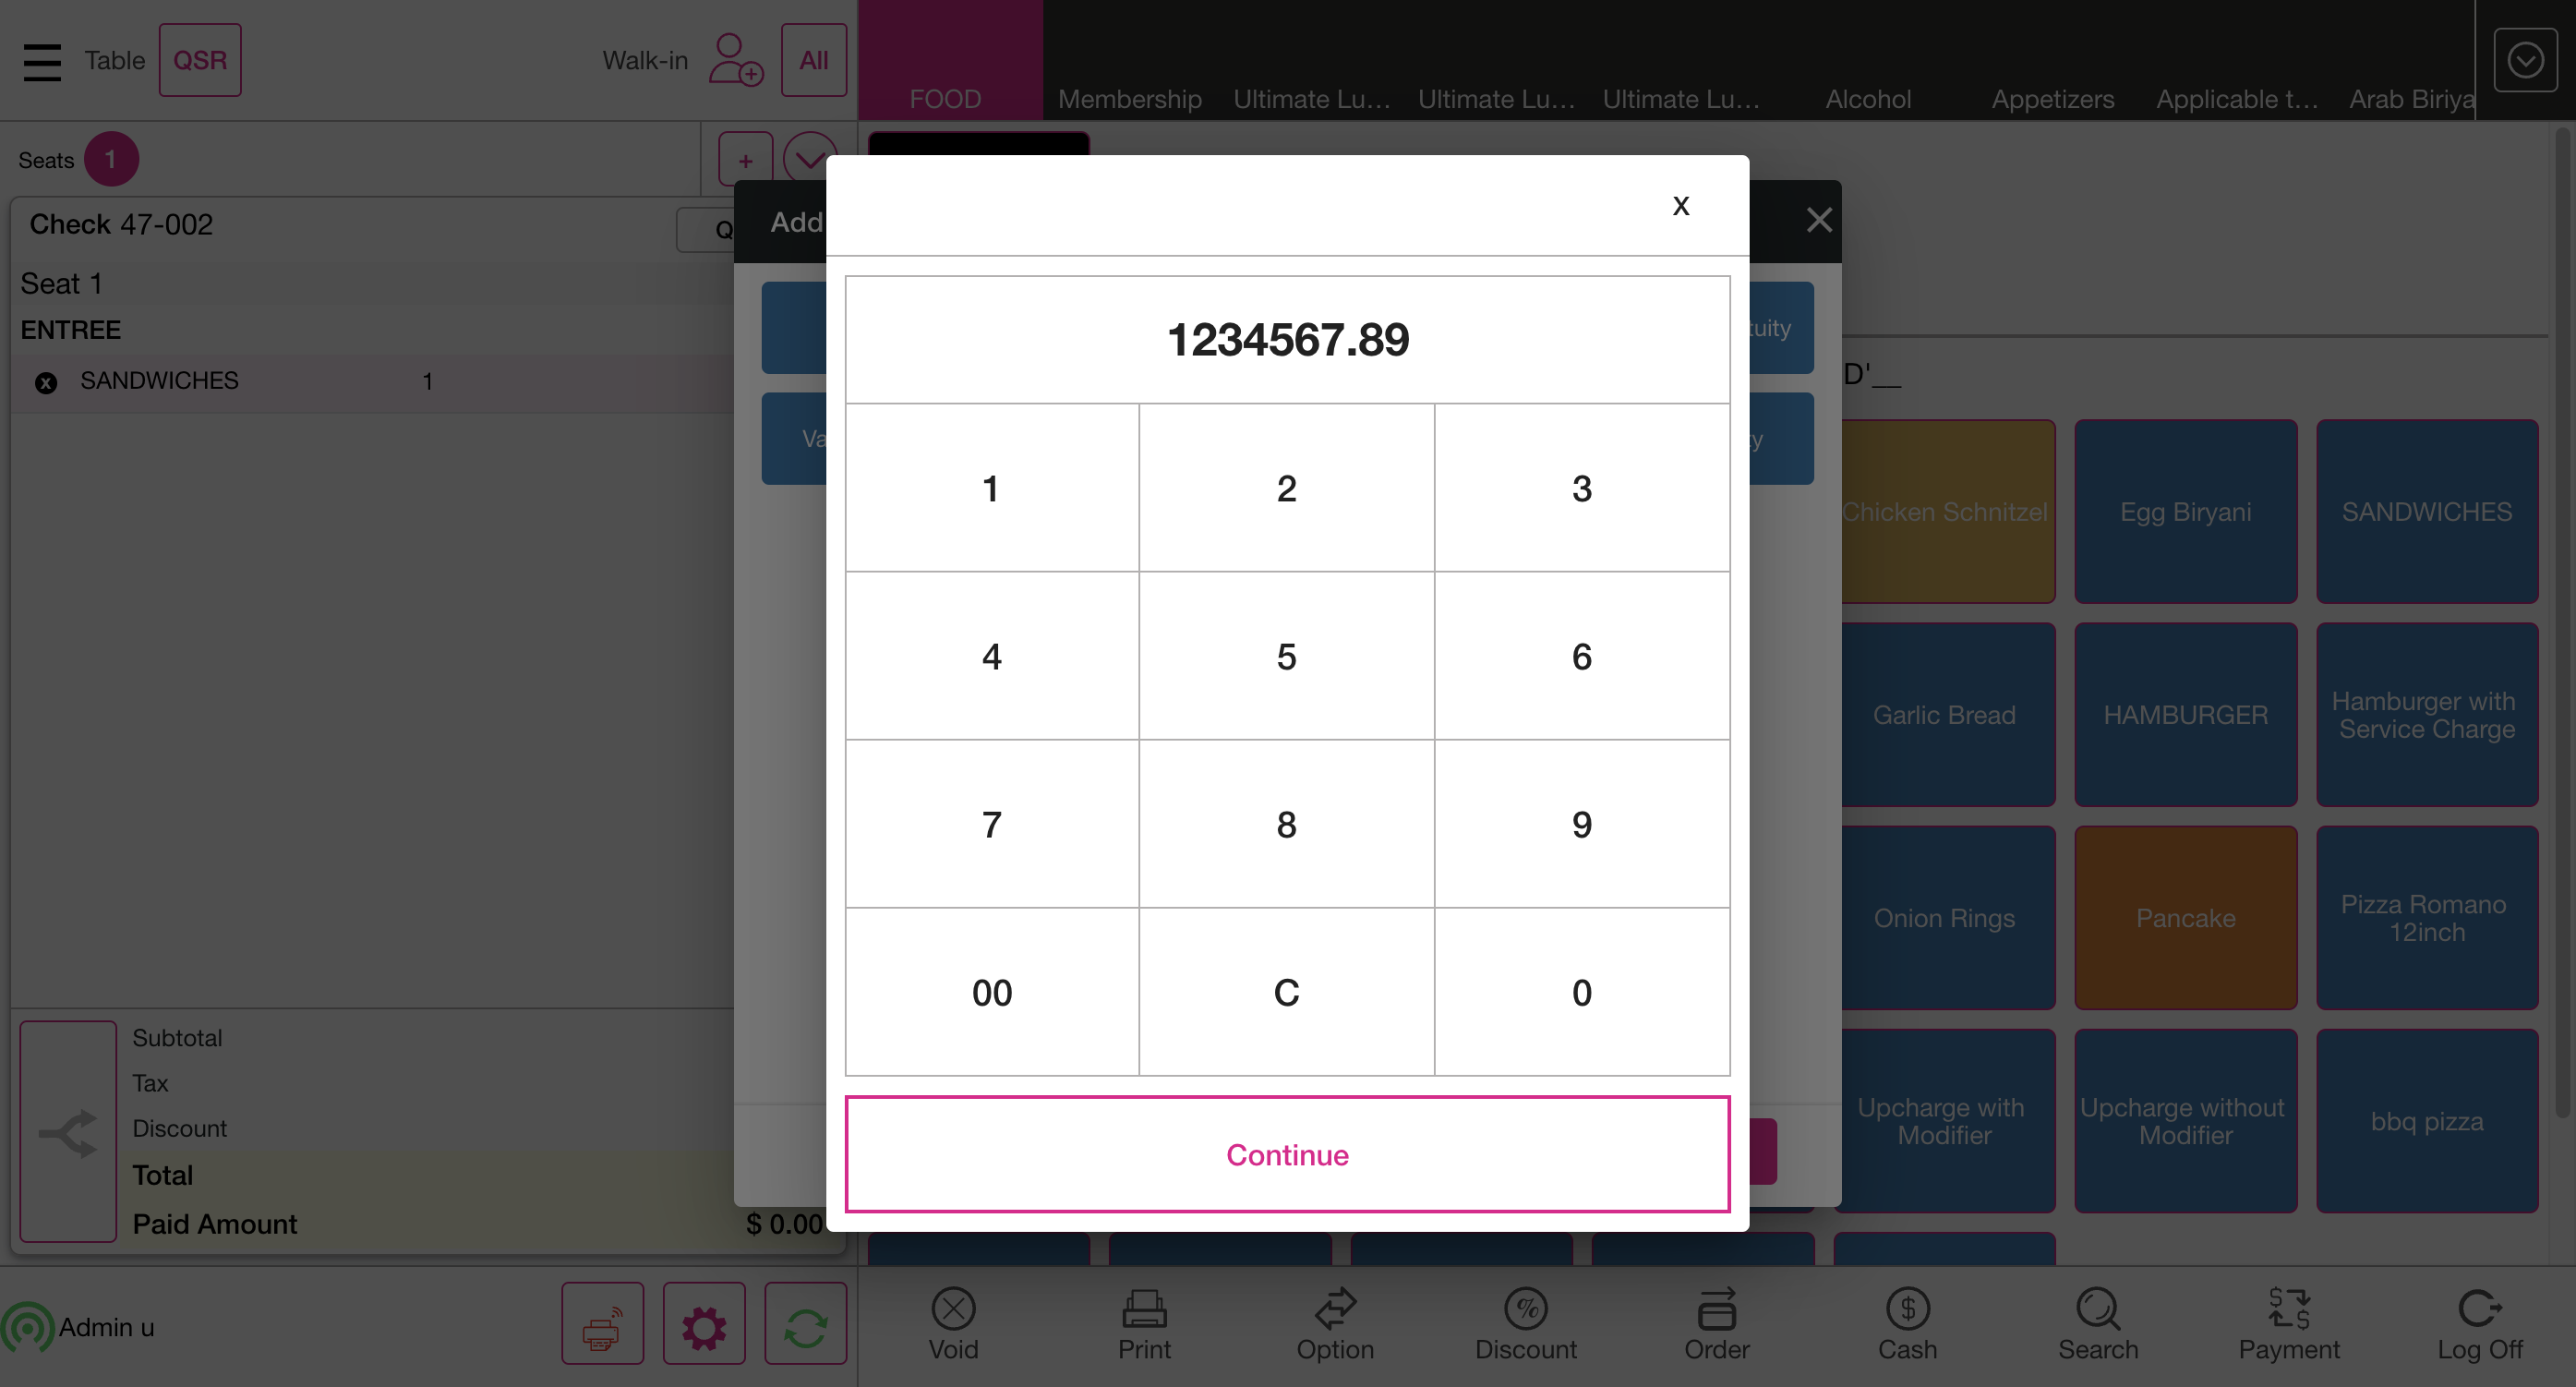 Table QSR Walk-in All
FOOD Membership Ultimate Lu... Ultimate Lu... Ultimate Lu... Alcohol Appetizers Applicable t... Arab Biriya
Seats 1 +
Check 47-002 Q
Seat 1
ENTREE
x SANDWICHES 1
Subtotal
Tax
Discount
Total
Paid Amount $ 0.00
Admin u
Add
tuity
Va
y
x
1234567.89
1 2 3
4 5 6
7 8 9
00 C 0
Continue
D'__
Chicken Schnitzel
Egg Biryani
SANDWICHES
Garlic Bread
HAMBURGER
Hamburger with
Service Charge
Onion Rings
Pancake
Pizza Romano
12inch
Upcharge with
Modifier
Upcharge without
Modifier
bbq pizza
Void Print Option Discount Order Cash Search Payment Log Off